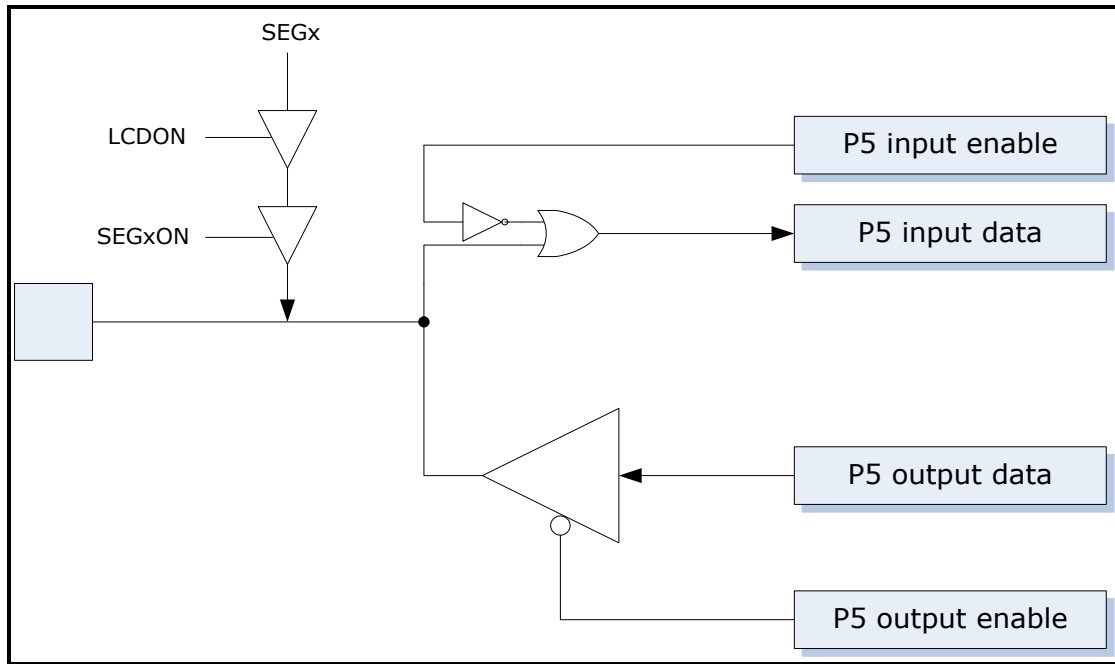 SEGx
LCDON
SEGxON
P5 input enable
P5 input data
P5 output data
P5 output enable